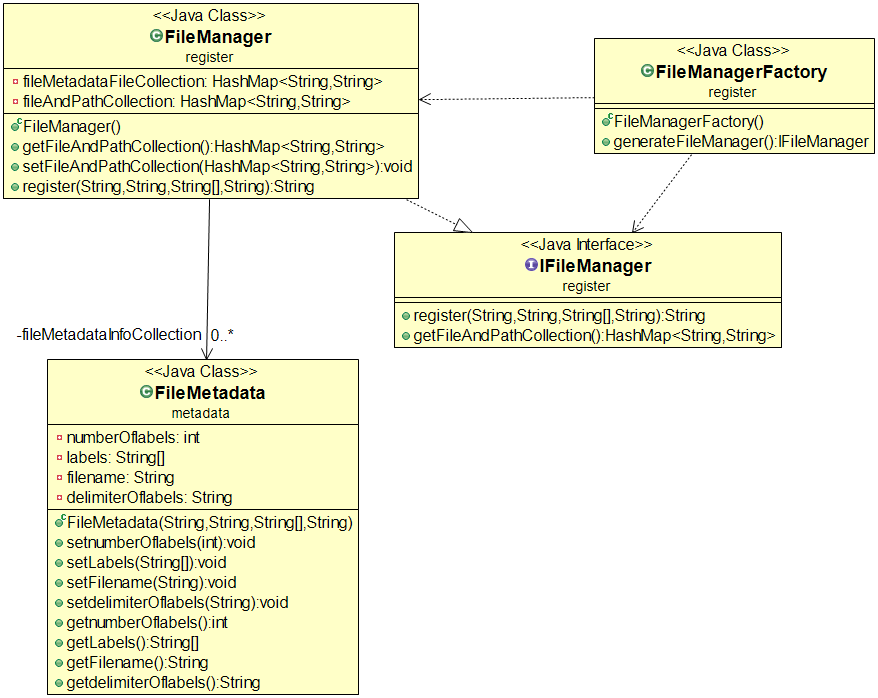 <<Java Class>>
FileManager
register
fileMetadataFileCollection: HashMap<String,String>
fileAndPathCollection: HashMap<String,String>
FileManager()
getFileAndPathCollection():HashMap<String,String>
setFileAndPathCollection(HashMap<String,String>):void
register(String,String,String[],String):String
<<Java Class>>
FileManagerFactory
register
FileManagerFactory()
generateFileManager():IFileManager
<<Java Interface>>
IFileManager
register
register(String,String,String[],String):String
getFileAndPathCollection():HashMap<String,String>
-fileMetadataInfoCollection 0..*
<<Java Class>>
FileMetadata
metadata
numberOflabels: int
labels: String[]
filename: String
delimiterOflabels: String
FileMetadata(String,String,String[],String)
setnumberOflabels(int):void
setLabels(String[]):void
setFilename(String):void
setdelimiterOflabels(String):void
getnumberOflabels():int
getLabels():String[]
getFilename():String
getdelimiterOflabels():String